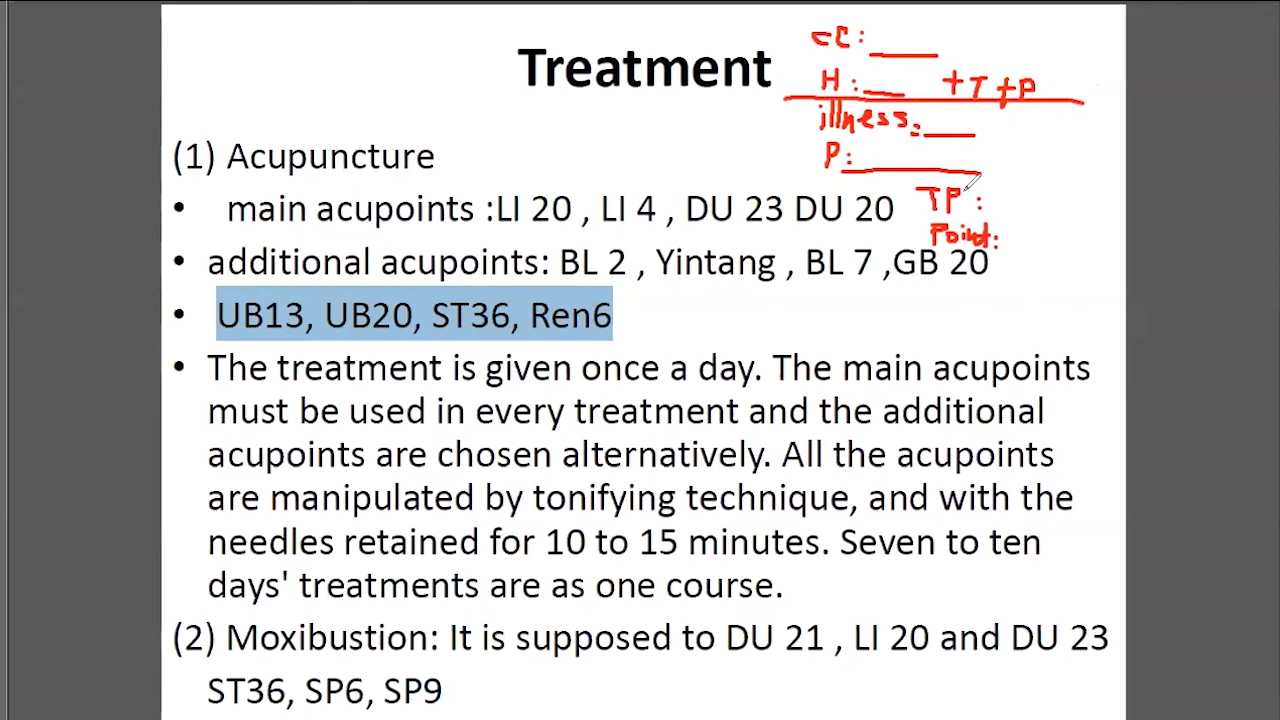 Treatment
CC: ____
H: ___ +T +P
illness: ___
P: ______
(1) Acupuncture
• main acupoints :LI 20 , LI 4 , DU 23 DU 20
TP:
Point:
• additional acupoints: BL 2 , Yintang , BL 7 ,GB 20
• UB13, UB20, ST36, Ren6
• The treatment is given once a day. The main acupoints
must be used in every treatment and the additional
acupoints are chosen alternatively. All the acupoints
are manipulated by tonifying technique, and with the
needles retained for 10 to 15 minutes. Seven to ten
days' treatments are as one course.
(2) Moxibustion: It is supposed to DU 21 , LI 20 and DU 23
ST36, SP6, SP9